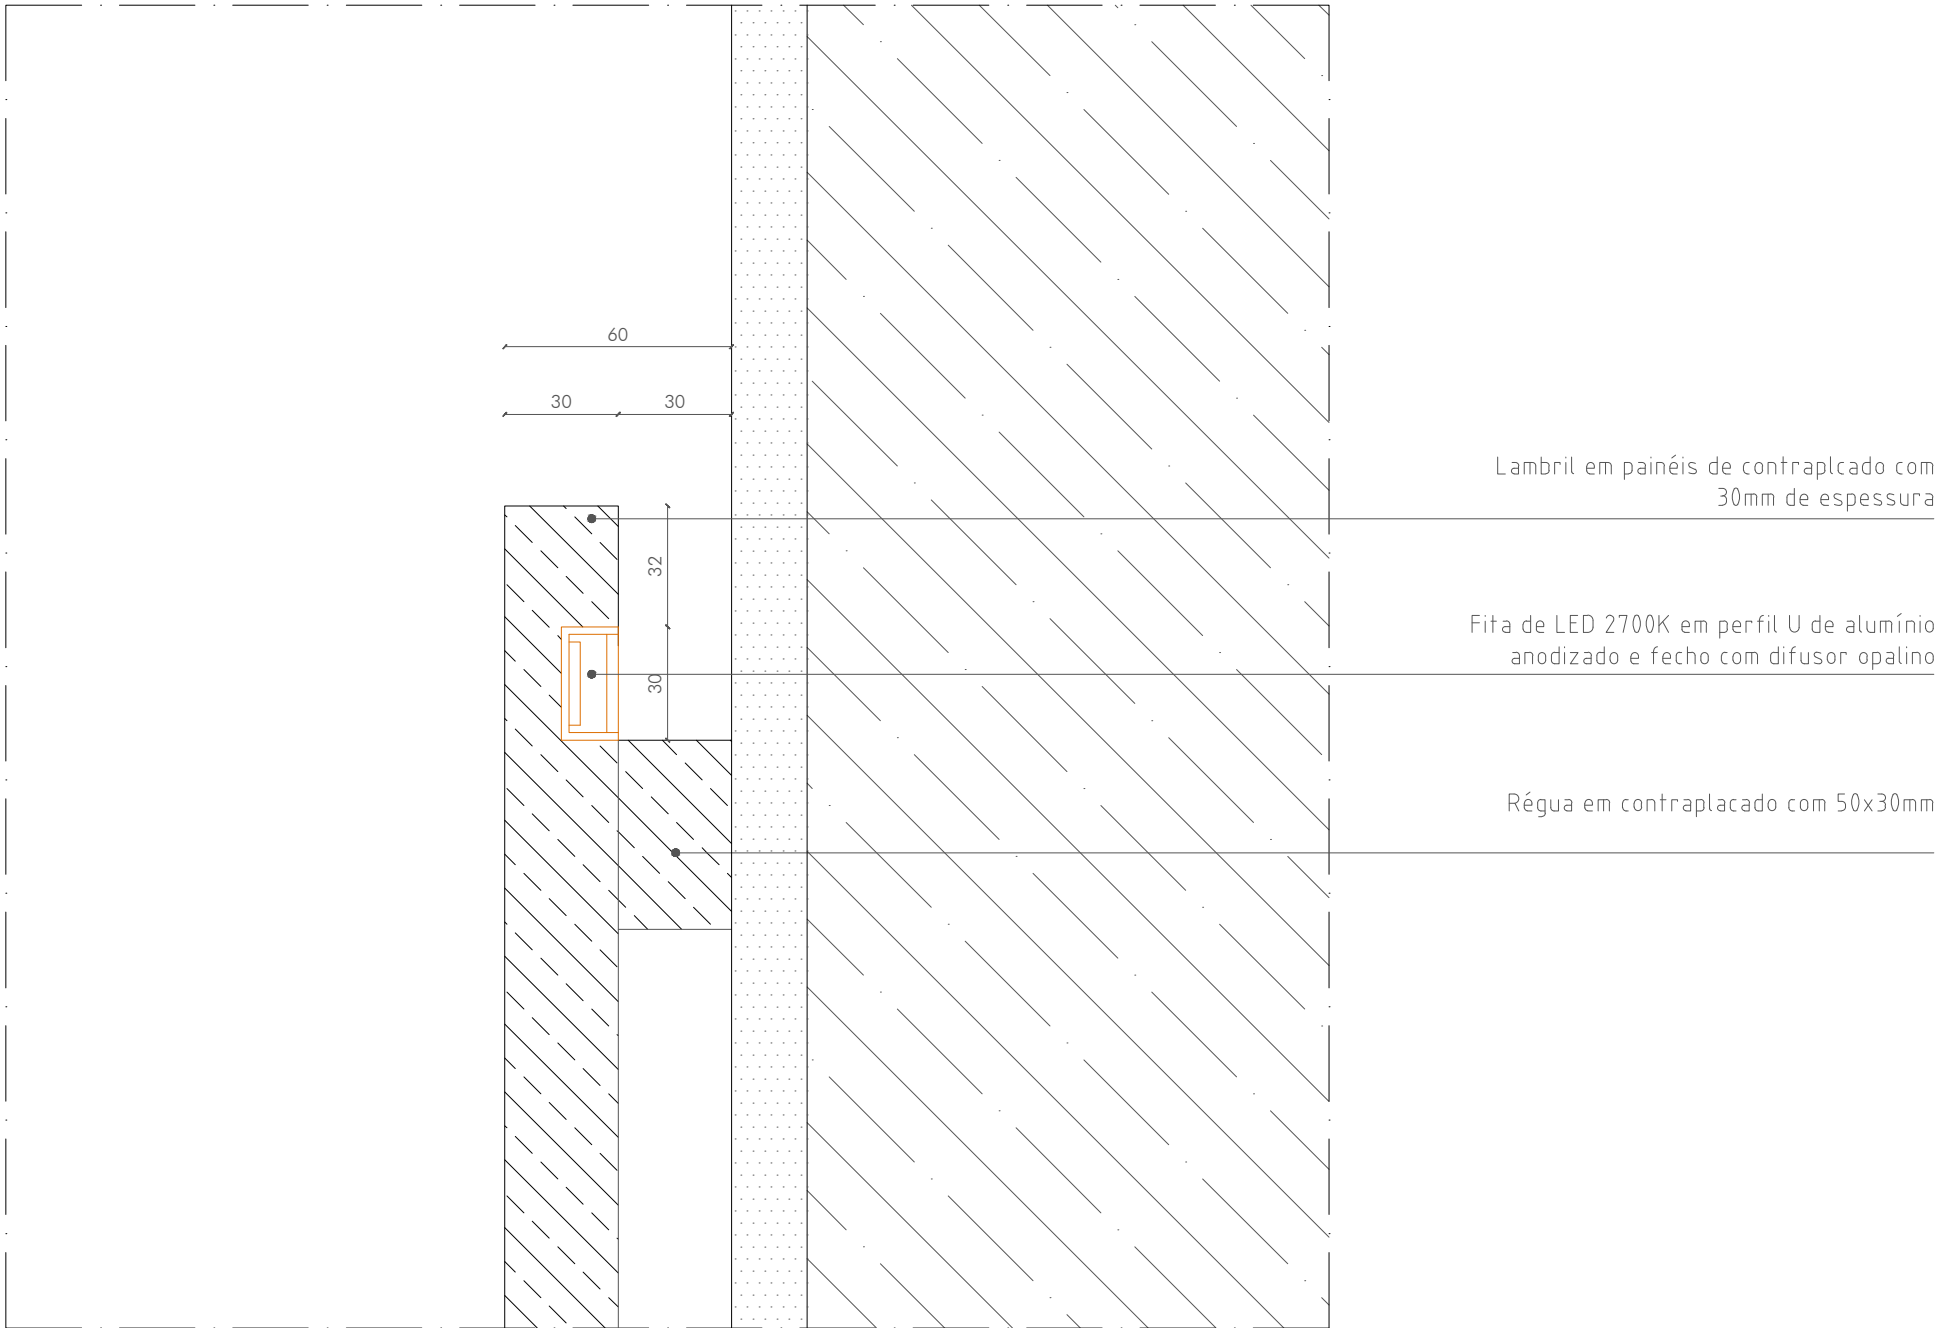 60
30
30
Lambril em painéis de contraplcado com
30mm de espessura
32
Fita de LED 2700K em perfil U de alumínio
anodizado e fecho com difusor opalino
30
Régua em contraplacado com 50x30mm